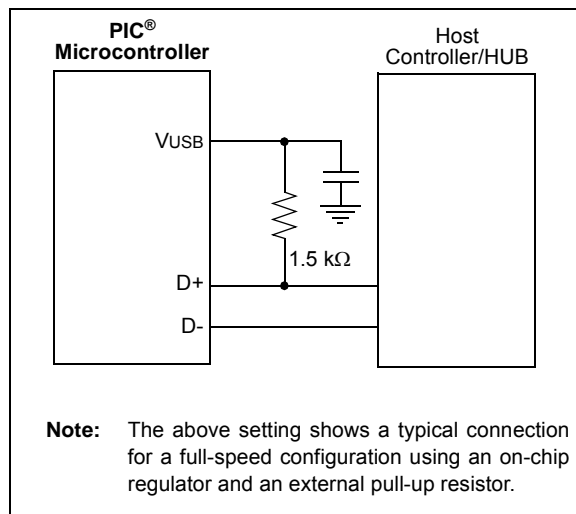 PIC®
Microcontroller
Host
Controller/HUB
VUSB
1.5 kΩ
D+
D-
Note: The above setting shows a typical connection
for a full-speed configuration using an on-chip
regulator and an external pull-up resistor.